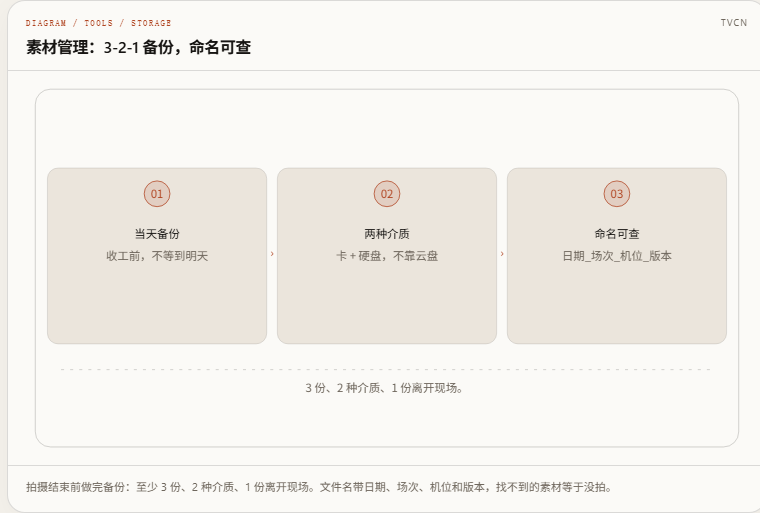 DIAGRAM / TOOLS / STORAGE
TVCN
素材管理：3-2-1 备份，命名可查
01
当天备份
收工前，不等到明天
›
02
两种介质
卡 + 硬盘，不靠云盘
›
03
命名可查
日期_场次_机位_版本
3 份、2 种介质、1 份离开现场。
拍摄结束前做完备份：至少 3 份、2 种介质、1 份离开现场。文件名带日期、场次、机位和版本，找不到的素材等于没拍。